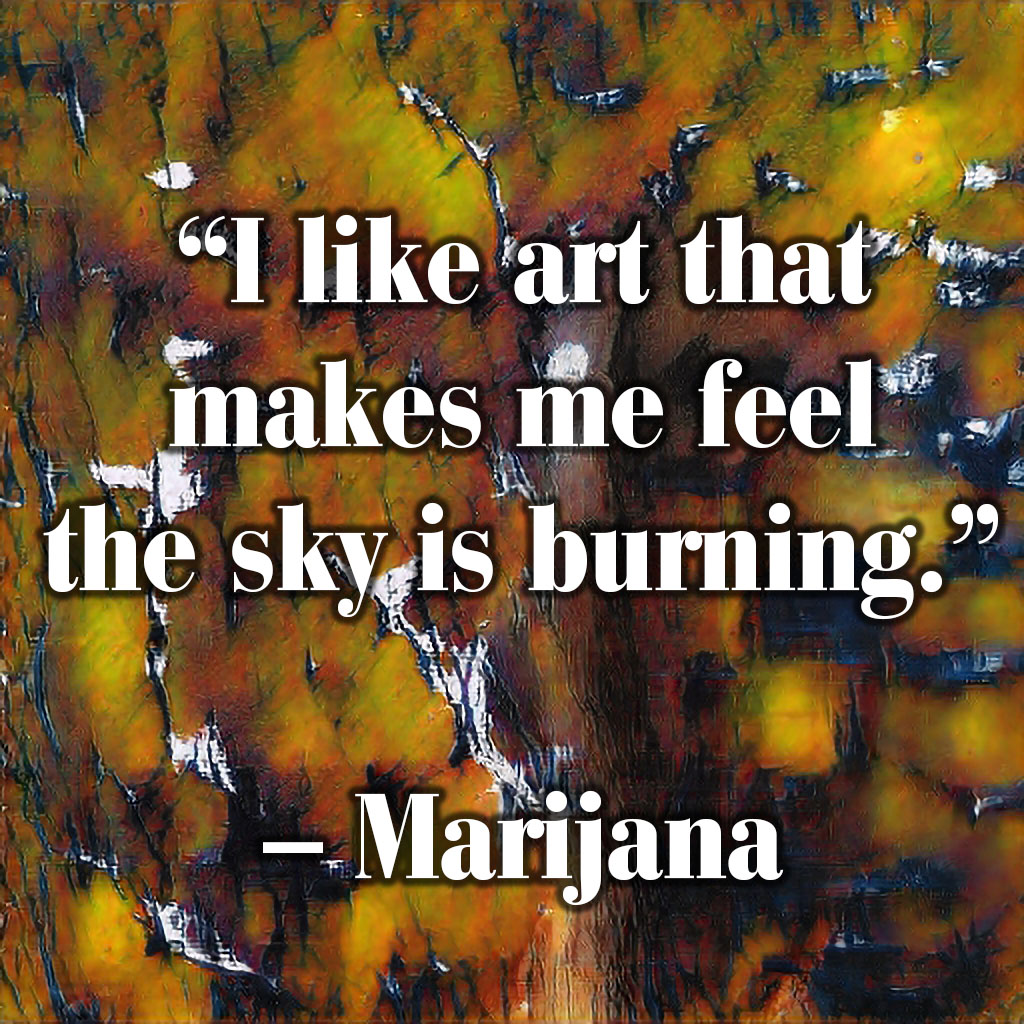 “I like art that
makes me feel
the sky is burning.”
– Marijana